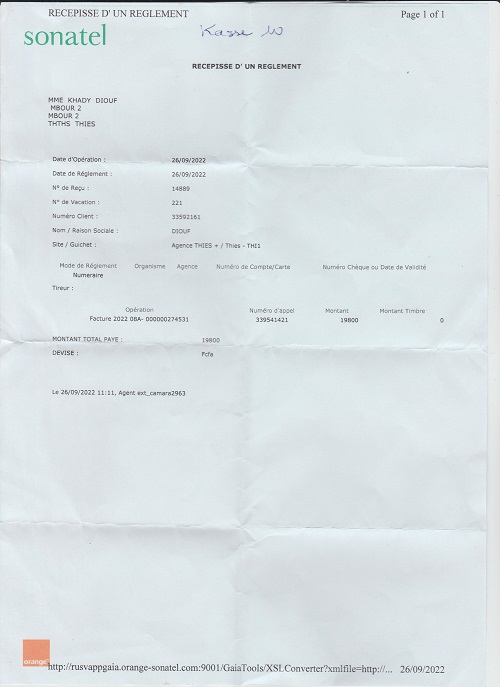 RECEPISSE D' UN REGLEMENT Page 1 of 1
sonatel
RECEPISSE D' UN REGLEMENT
MME KHADY DIOUF
MBOUR 2
MBOUR 2
THTHS THIES
Date d'Opération : 26/09/2022
Date de Réglement : 26/09/2022
N° de Reçu : 14889
N° de Vacation : 221
Numéro Client : 33592161
Nom / Raison Sociale : DIOUF
Site / Guichet : Agence THIES + / Thies - THI1
Mode de Réglement Organisme Agence Numéro de Compte/Carte Numéro Chèque ou Date de Validité
Numeraire
Tireur :
Opération Numéro d'appel Montant Montant Timbre
Facture 2022 08A- 000000274531 339541421 19800 0
MONTANT TOTAL PAYE : 19800
DEVISE : Fcfa
Le 26/09/2022 11:11, Agent ext_camara2963
orange
http://rusvappgaia.orange-sonatel.com:9001/GaiaTools/XSLConverter?xmlfile=http://... 26/09/2022